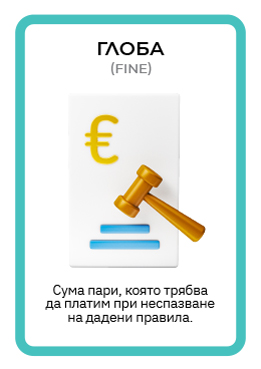 ГЛОБА
(FINE)
€
Сума пари, която трябва
да платим при неспазване
на дадени правила.